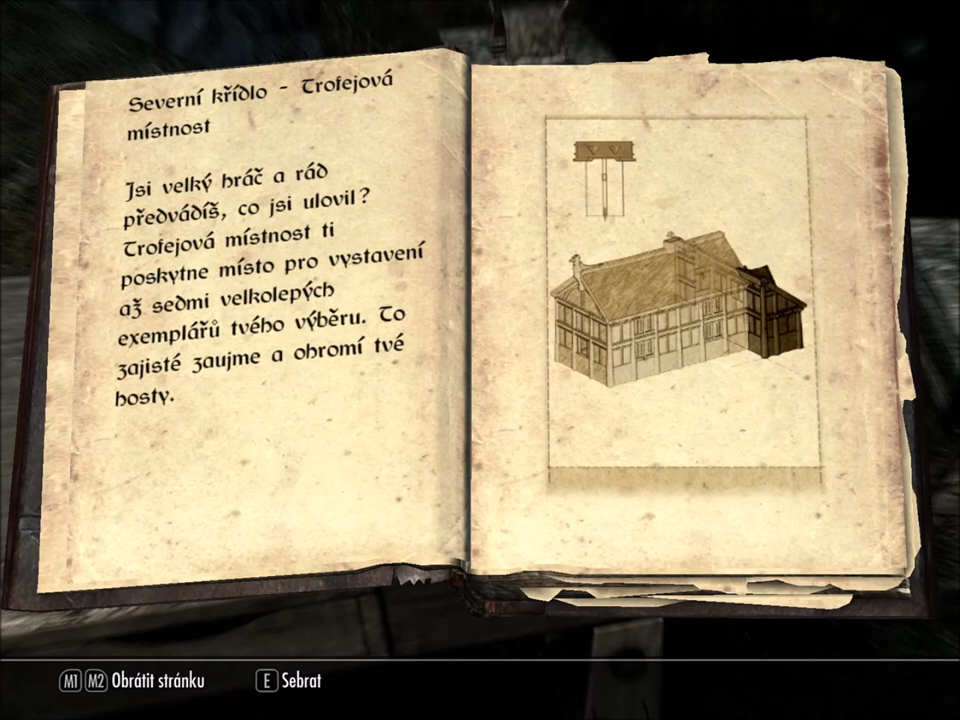 Severní křídlo - Trofejová
místnost
Jsi velký hráč a rád
předvádíš, co jsi ulovil?
Trofejová místnost ti
poskytne místo pro vystavení
až sedmi velkolepých
exemplářů tvého výběru. To
zajisté zaujme a ohromí tvé
hosty.
M1 M2 Obrátit stránku
E Sebrat